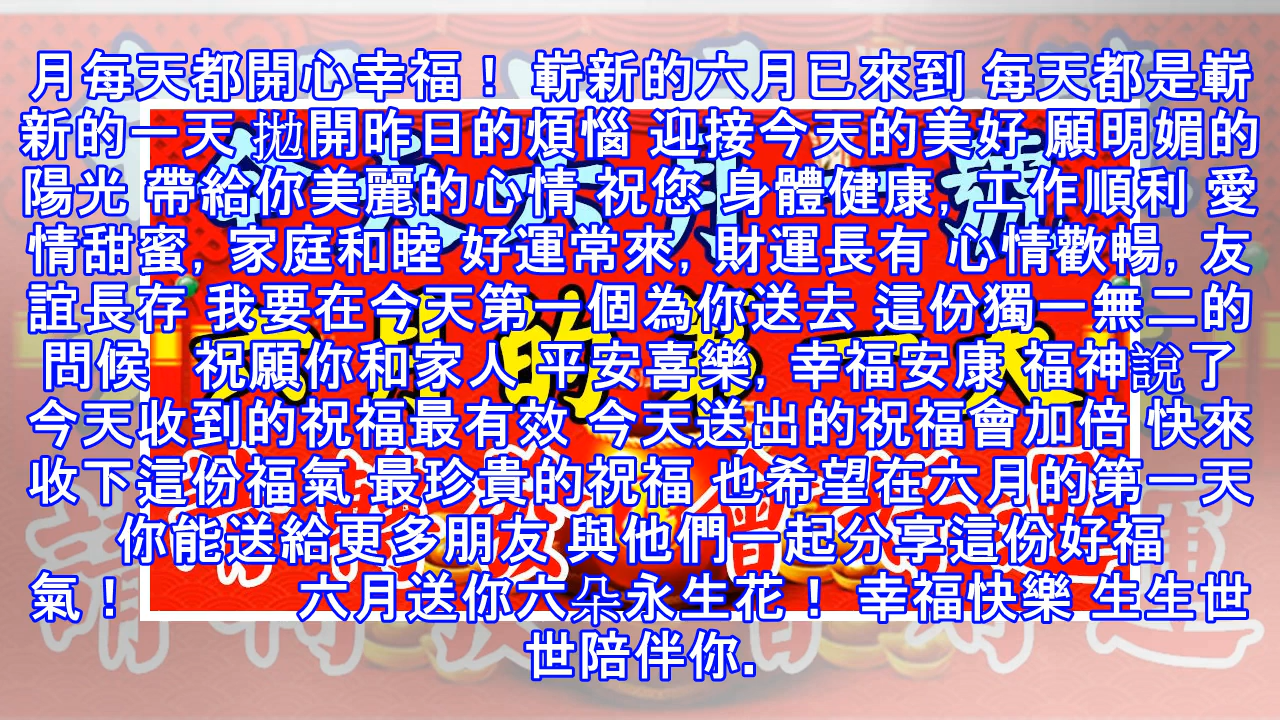 月每天都開心幸福！ 嶄新的六月已來到 每天都是嶄
新的一天 拋開昨日的煩惱 迎接今天的美好 願明媚的
陽光 帶給你美麗的心情 祝您 身體健康, 工作順利 愛
情甜蜜, 家庭和睦 好運常來, 財運長有 心情歡暢, 友
誼長存 我要在今天第一個為你送去 這份獨一無二的
問候 祝願你和家人 平安喜樂, 幸福安康 福神說了
今天收到的祝福最有效 今天送出的祝福會加倍 快來
收下這份福氣 最珍貴的祝福 也希望在六月的第一天
你能送給更多朋友 與他們一起分享這份好福
氣！ 六月送你六朵永生花！ 幸福快樂 生生世
世陪伴你.
六月的第一天